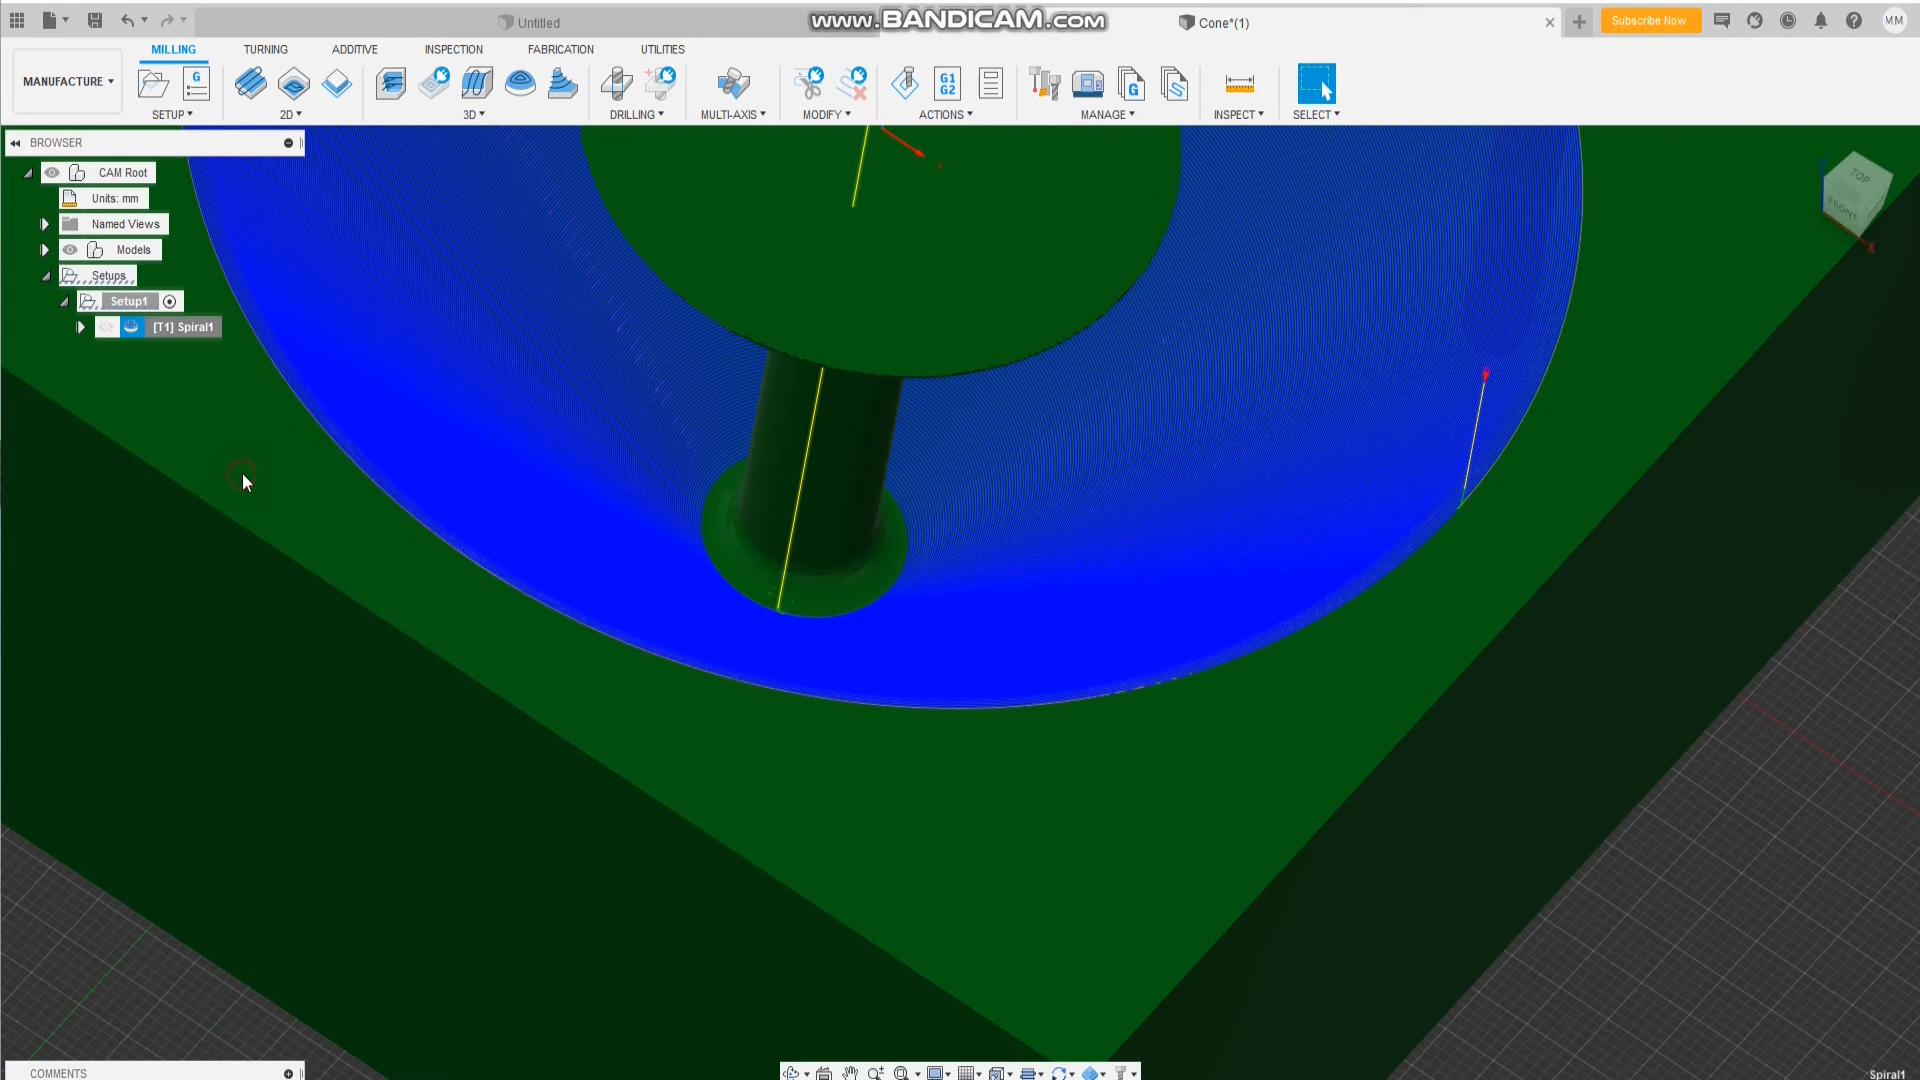 Untitled
www.BANDICAM.com
Cone*(1)
Subscribe Now
MM
MANUFACTURE
MILLING
TURNING
ADDITIVE
INSPECTION
FABRICATION
UTILITIES
G
G1
G2
G
SETUP
2D
3D
DRILLING
MULTI-AXIS
MODIFY
ACTIONS
MANAGE
INSPECT
SELECT
BROWSER
CAM Root
Units: mm
Named Views
Models
Setups
Setup1
[T1] Spiral1
TOP
FRONT
X
COMMENTS
Spiral1